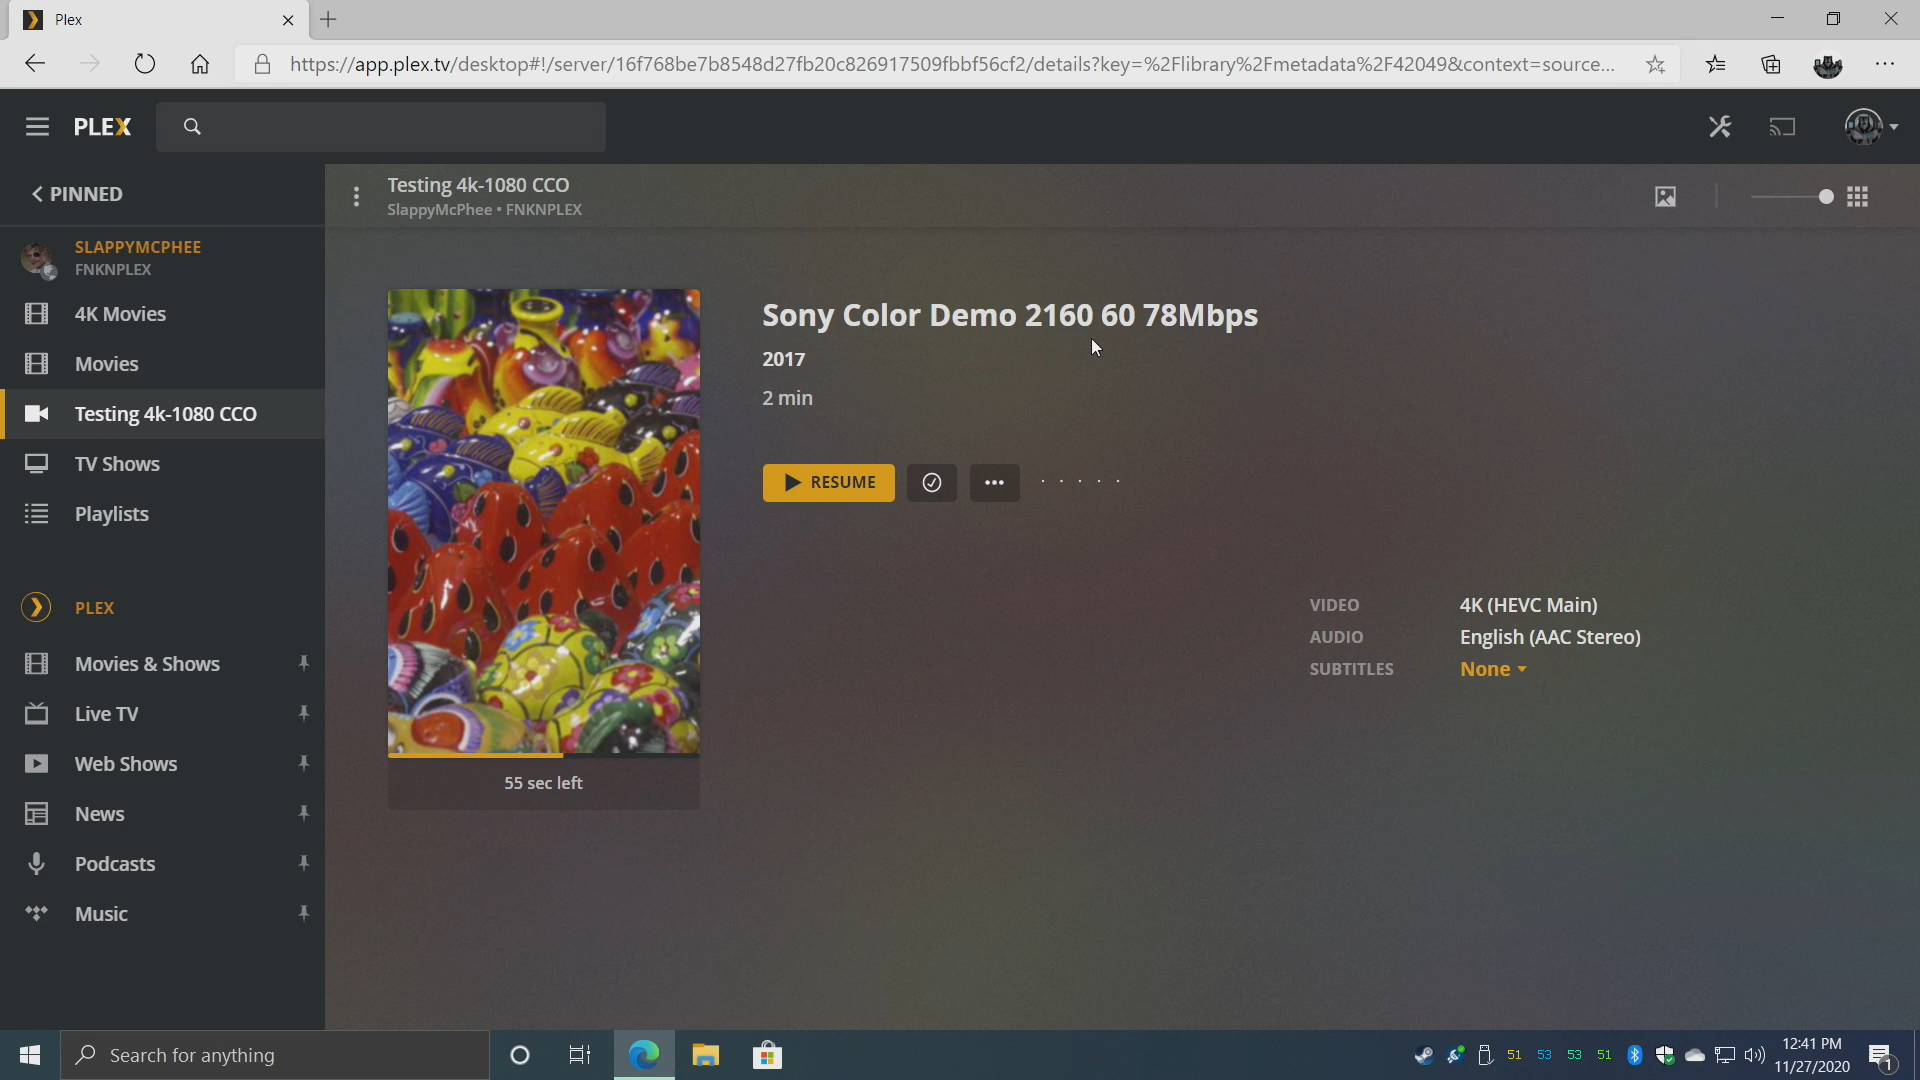 Plex
https://app.plex.tv/desktop#!/server/16f768be7b8548d27fb20c826917509fbbf56cf2/details?key=%2Flibrary%2Fmetadata%2F42049&context=source...
PLEX
PINNED
Testing 4k-1080 CCO
SlappyMcPhee • FNKNPLEX
SLAPPYMCPHEE
FNKNPLEX
4K Movies
Movies
Testing 4k-1080 CCO
TV Shows
Playlists
PLEX
Movies & Shows
Live TV
Web Shows
News
Podcasts
Music
Sony Color Demo 2160 60 78Mbps
2017
2 min
RESUME
VIDEO 4K (HEVC Main)
AUDIO English (AAC Stereo)
SUBTITLES None
55 sec left
Search for anything
51 53 53 51
12:41 PM
11/27/2020
1